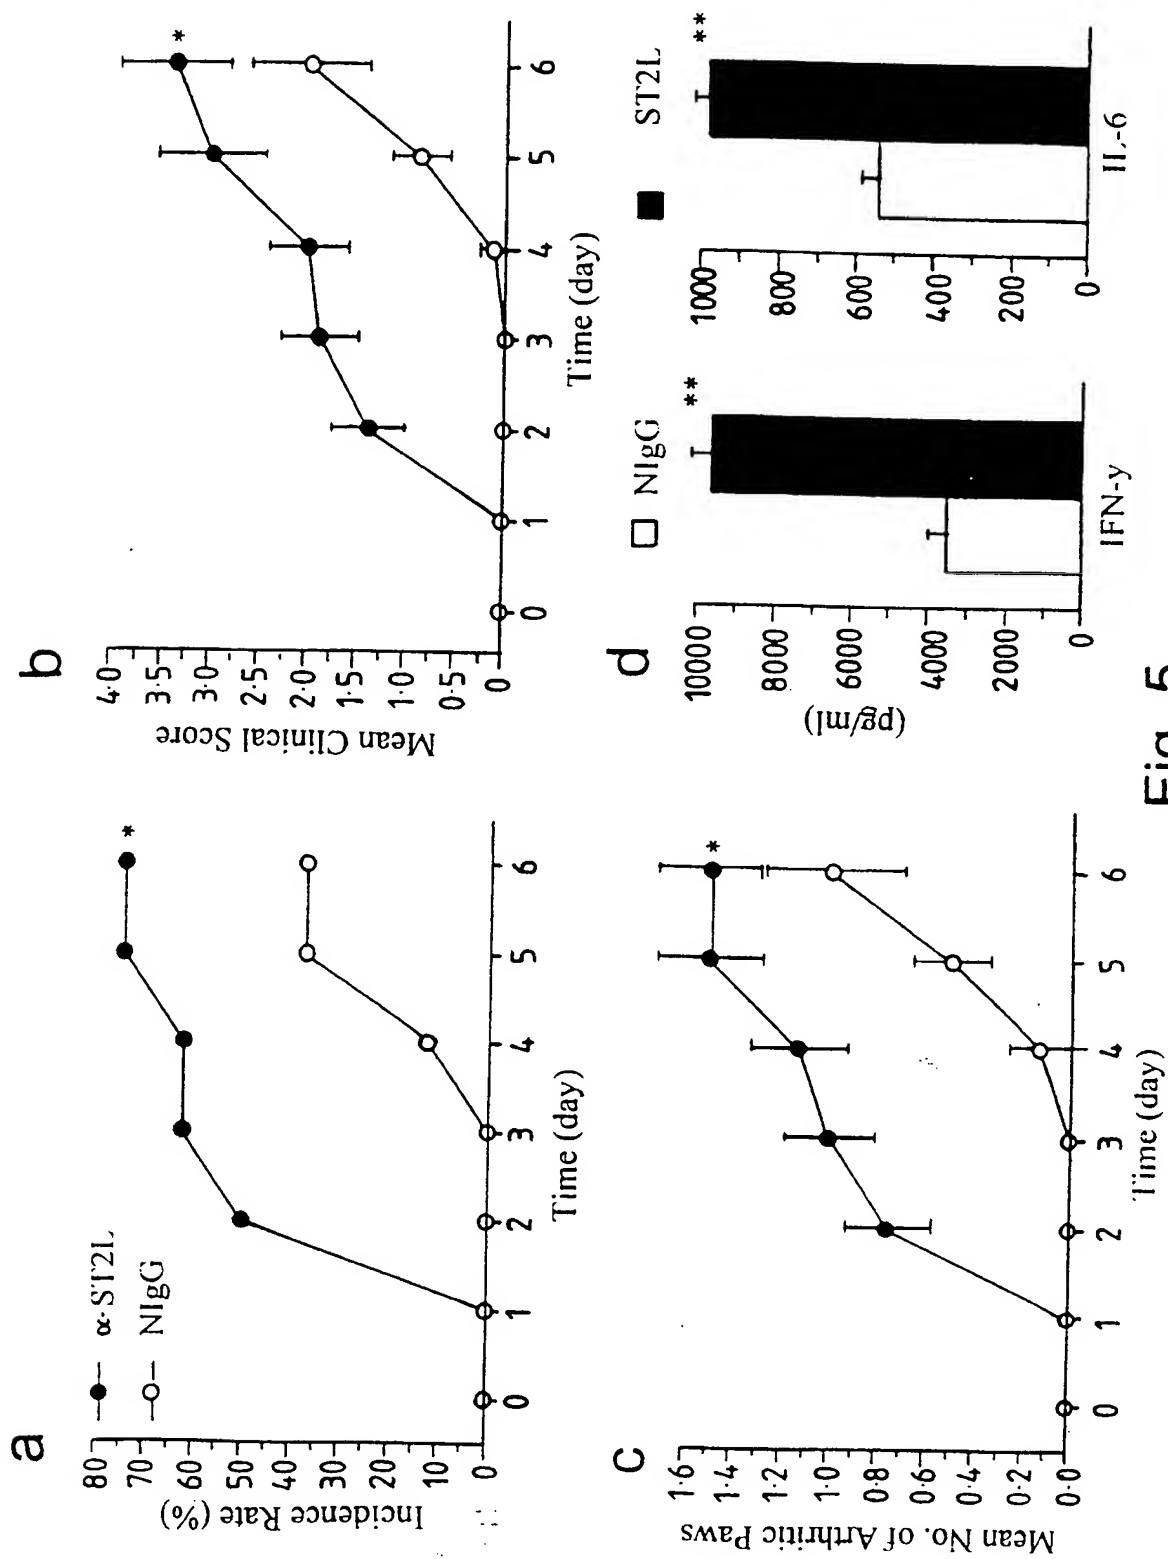 a
α-ST2L
NIgG
Incidence Rate (%)
80
70
60
50
40
30
20
10
0
*
0 1 2 3 4 5 6
Time (day)
b
Mean Clinical Score
4.0
3.5
3.0
2.5
2.0
1.5
1.0
0.5
0
*
0 1 2 3 4 5 6
Time (day)
c
Mean No. of Arthritic Paws
1.6
1.4
1.2
1.0
0.8
0.6
0.4
0.2
0.0
*
0 1 2 3 4 5 6
Time (day)
d
NIgG ST2L
(pg/ml)
10000
8000
6000
4000
2000
0
**
IFN-y
1000
800
600
400
200
0
**
IL-6
Fig. 5